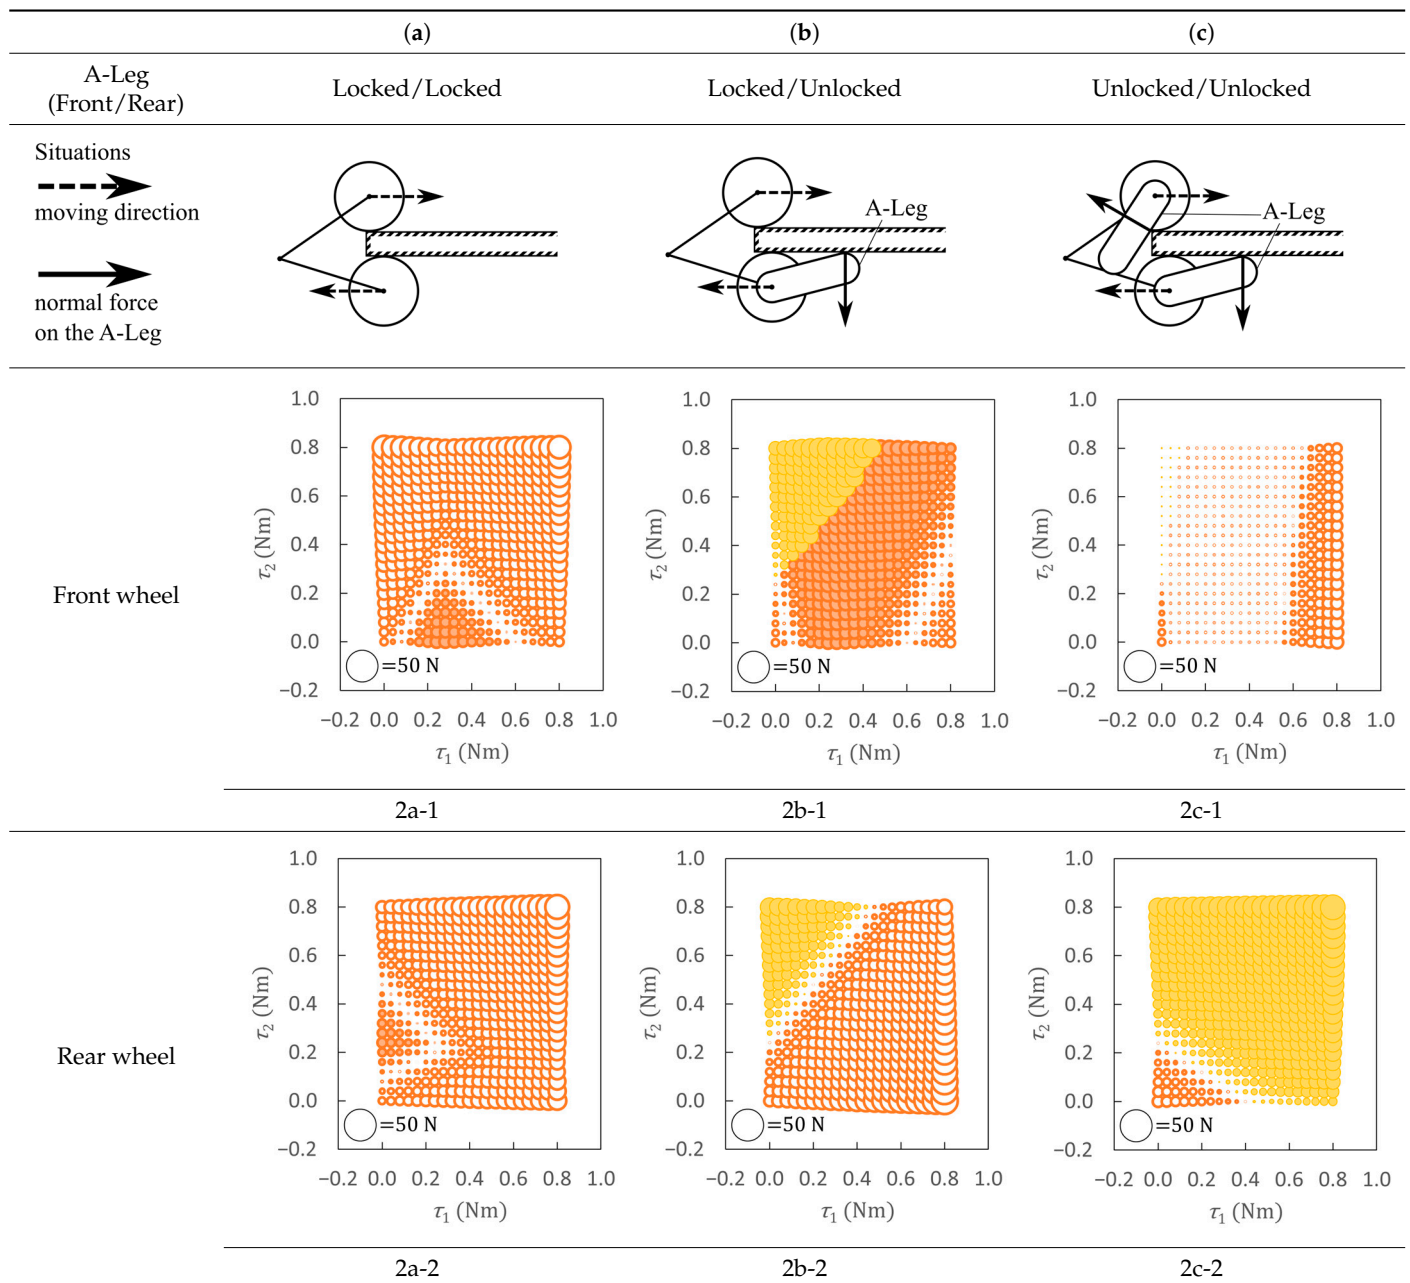 (a) (b) (c)
A-Leg
(Front/Rear)
Locked/Locked Locked/Unlocked Unlocked/Unlocked
Situations
moving direction
normal force
on the A-Leg
A-Leg
A-Leg
Front wheel
1.0
0.8
0.6
0.4
0.2
0.0
−0.2
τ₂ (Nm)
=50 N
−0.2 0.0 0.2 0.4 0.6 0.8 1.0
τ₁ (Nm)
1.0
0.8
0.6
0.4
0.2
0.0
−0.2
τ₂ (Nm)
=50 N
−0.2 0.0 0.2 0.4 0.6 0.8 1.0
τ₁ (Nm)
1.0
0.8
0.6
0.4
0.2
0.0
−0.2
τ₂ (Nm)
=50 N
−0.2 0.0 0.2 0.4 0.6 0.8 1.0
τ₁ (Nm)
2a-1 2b-1 2c-1
Rear wheel
1.0
0.8
0.6
0.4
0.2
0.0
−0.2
τ₂ (Nm)
=50 N
−0.2 0.0 0.2 0.4 0.6 0.8 1.0
τ₁ (Nm)
1.0
0.8
0.6
0.4
0.2
0.0
−0.2
τ₂ (Nm)
=50 N
−0.2 0.0 0.2 0.4 0.6 0.8 1.0
τ₁ (Nm)
1.0
0.8
0.6
0.4
0.2
0.0
−0.2
τ₂ (Nm)
=50 N
−0.2 0.0 0.2 0.4 0.6 0.8 1.0
τ₁ (Nm)
2a-2 2b-2 2c-2